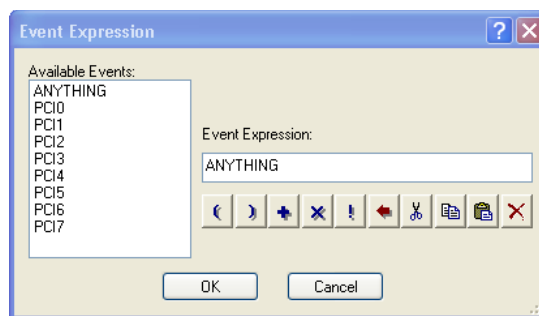 Event Expression
Available Events:
ANYTHING
PCI0
PCI1
PCI2
PCI3
PCI4
PCI5
PCI6
PCI7
Event Expression:
ANYTHING
( ) + × !
OK Cancel